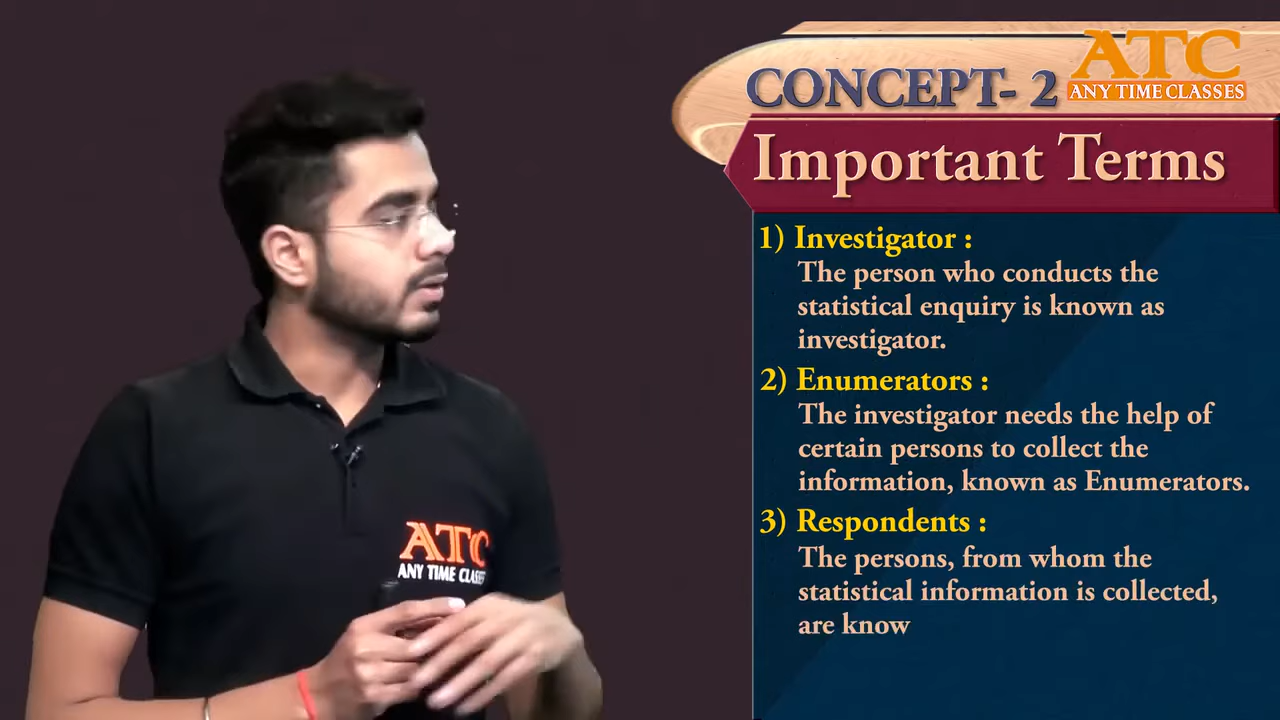 CONCEPT- 2
ATC
ANY TIME CLASSES
Important Terms
1) Investigator :
The person who conducts the
statistical enquiry is known as
investigator.
2) Enumerators :
The investigator needs the help of
certain persons to collect the
information, known as Enumerators.
3) Respondents :
The persons, from whom the
statistical information is collected,
are know
ATC
ANY TIME CLASSES